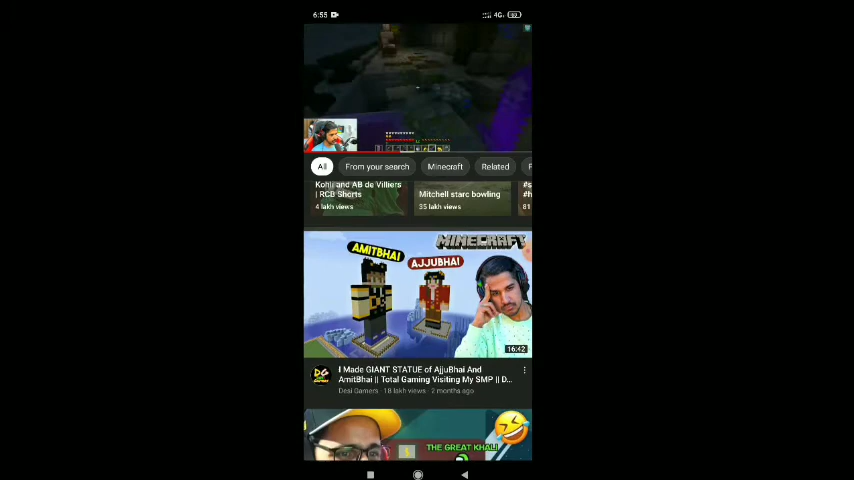 6:55
4G
All
From your search
Minecraft
Related
Kohli and AB de Villiers
| RCB Shorts
4 lakh views
Mitchell starc bowling
35 lakh views
#s
#h
81
MINECRAFT
AMITBHAI
AJJUBHAI
16:42
DG
I Made GIANT STATUE of AjjuBhai And
AmitBhai || Total Gaming Visiting My SMP || D...
Desi Gamers · 18 lakh views · 2 months ago
THE GREAT KHALI